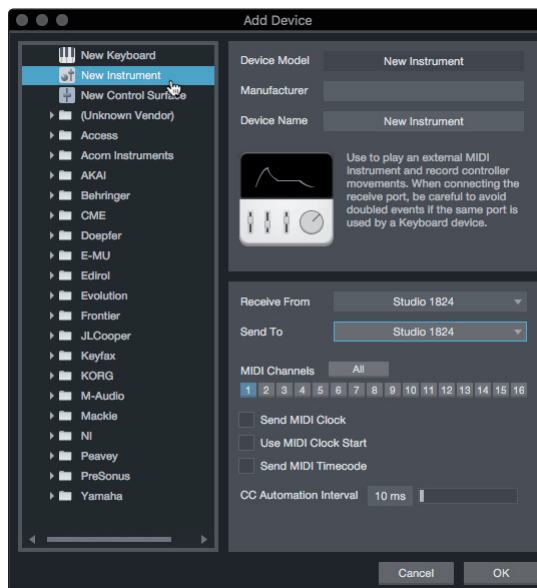 Add Device
New Keyboard
New Instrument
New Control Surface
(Unknown Vendor)
Access
Acorn Instruments
AKAI
Behringer
CME
Doepfer
E-MU
Edirol
Evolution
Frontier
JLCooper
Keyfax
KORG
M-Audio
Mackie
NI
Peavey
PreSonus
Yamaha
Device Model New Instrument
Manufacturer
Device Name New Instrument
Use to play an external MIDI
Instrument and record controller
movements. When connecting the
receive port, be careful to avoid
doubled events if the same port is
used by a Keyboard device.
Receive From Studio 1824
Send To Studio 1824
MIDI Channels All
1 2 3 4 5 6 7 8 9 10 11 12 13 14 15 16
Send MIDI Clock
Use MIDI Clock Start
Send MIDI Timecode
CC Automation Interval 10 ms
Cancel OK